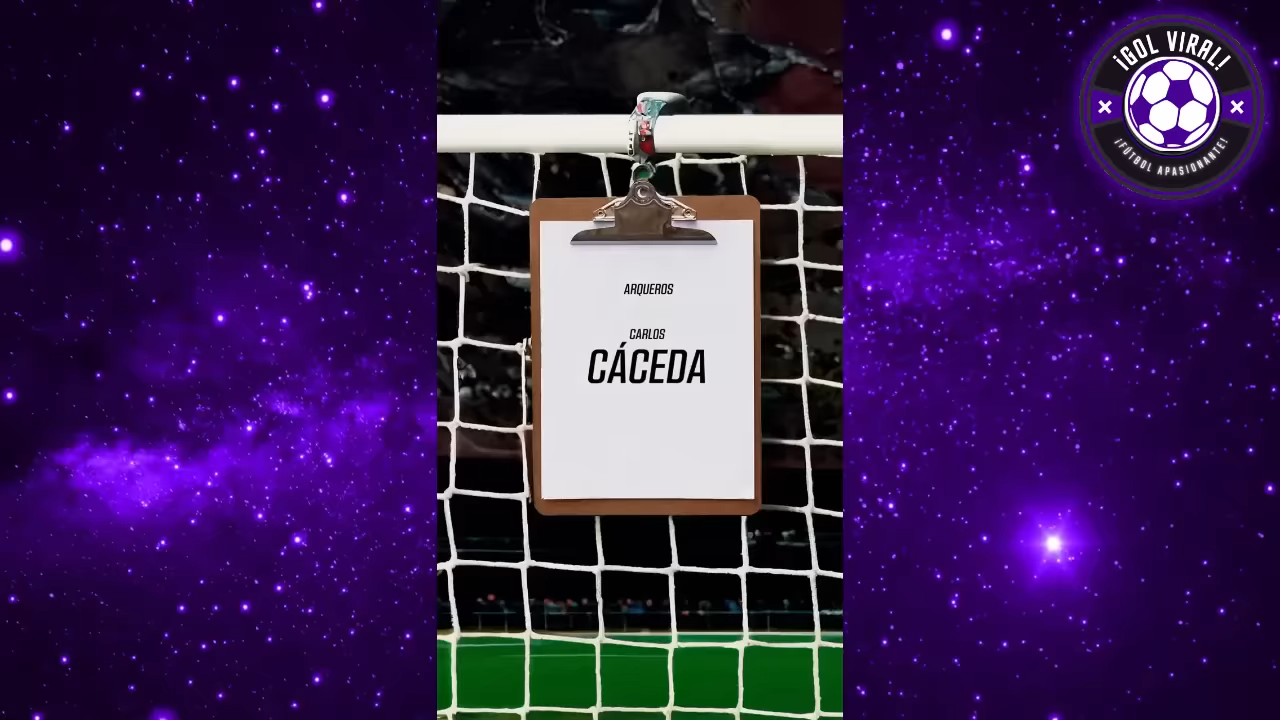 ¡GOL VIRAL!
¡FÚTBOL APASIONANTE!
ARQUEROS
CARLOS
CÁCEDA